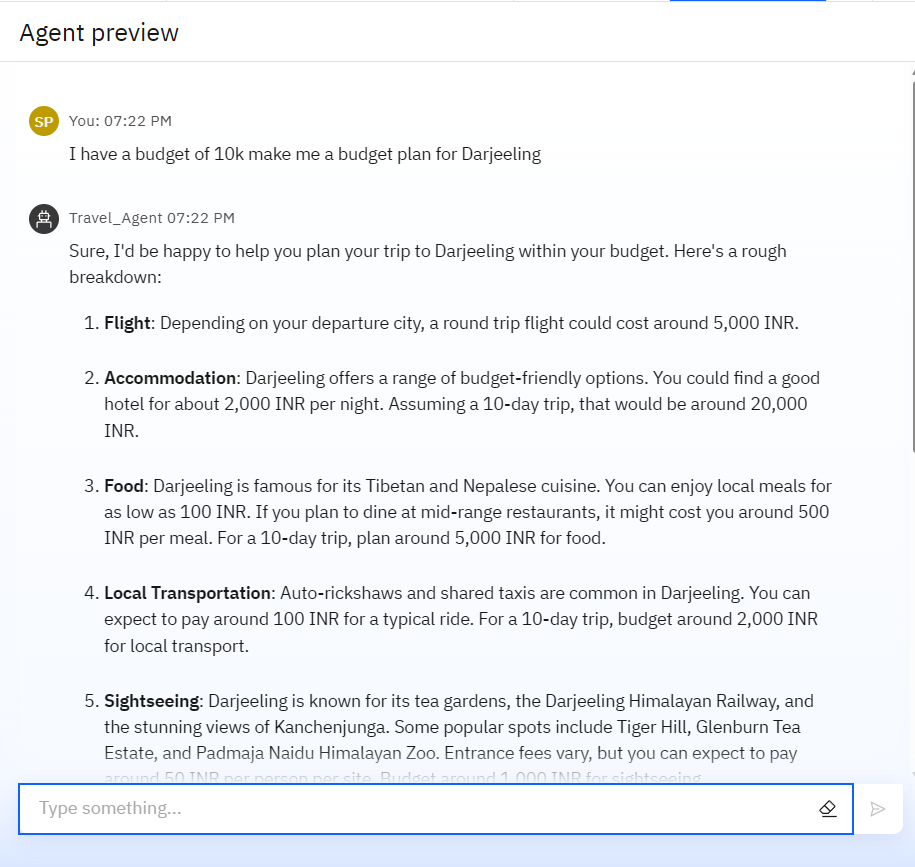 Agent preview
SP
You: 07:22 PM
I have a budget of 10k make me a budget plan for Darjeeling
Travel_Agent 07:22 PM
Sure, I'd be happy to help you plan your trip to Darjeeling within your budget. Here's a rough
breakdown:
1. Flight: Depending on your departure city, a round trip flight could cost around 5,000 INR.
2. Accommodation: Darjeeling offers a range of budget-friendly options. You could find a good
hotel for about 2,000 INR per night. Assuming a 10-day trip, that would be around 20,000
INR.
3. Food: Darjeeling is famous for its Tibetan and Nepalese cuisine. You can enjoy local meals for
as low as 100 INR. If you plan to dine at mid-range restaurants, it might cost you around 500
INR per meal. For a 10-day trip, plan around 5,000 INR for food.
4. Local Transportation: Auto-rickshaws and shared taxis are common in Darjeeling. You can
expect to pay around 100 INR for a typical ride. For a 10-day trip, budget around 2,000 INR
for local transport.
5. Sightseeing: Darjeeling is known for its tea gardens, the Darjeeling Himalayan Railway, and
the stunning views of Kanchenjunga. Some popular spots include Tiger Hill, Glenburn Tea
Estate, and Padmaja Naidu Himalayan Zoo. Entrance fees vary, but you can expect to pay
around 50 INR per person per site. Budget around 1,000 INR for sightseeing.
Type something...